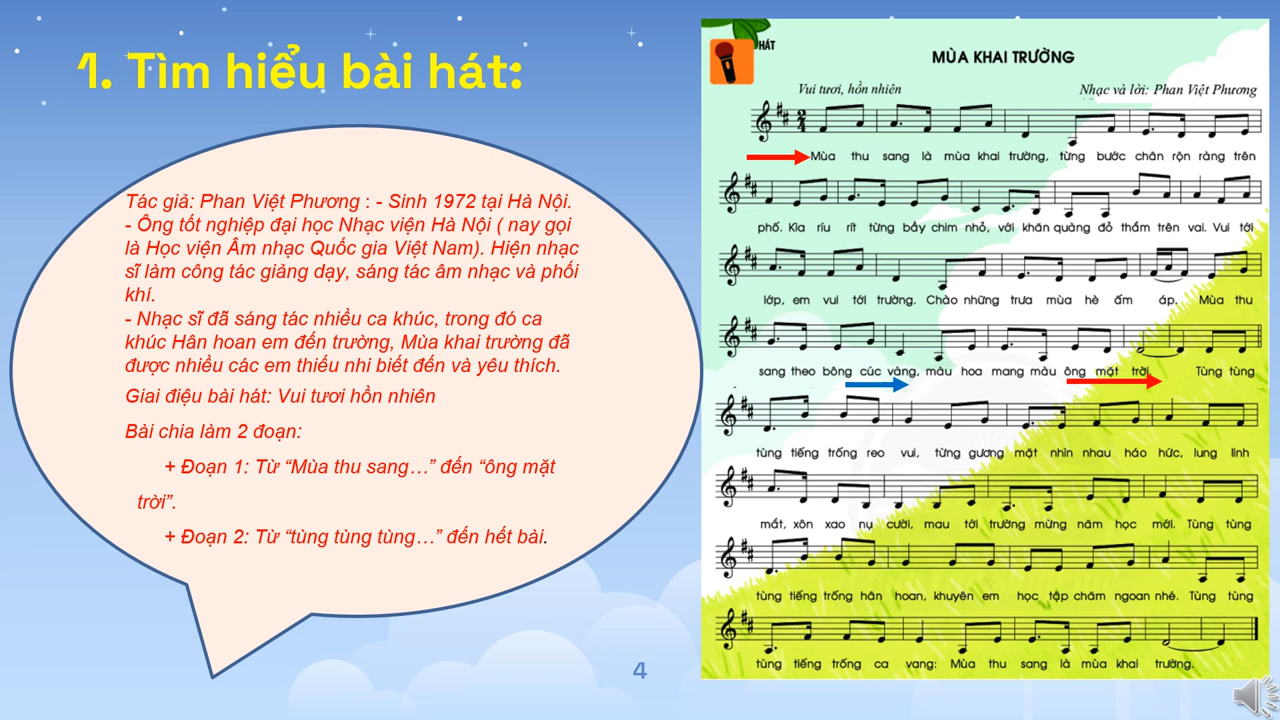 1. Tìm hiểu bài hát:
Tác giả: Phan Việt Phương : - Sinh 1972 tại Hà Nội.
- Ông tốt nghiệp đại học Nhạc viện Hà Nội ( nay gọi
là Học viện Âm nhạc Quốc gia Việt Nam). Hiện nhạc
sĩ làm công tác giảng dạy, sáng tác âm nhạc và phối
khí.
- Nhạc sĩ đã sáng tác nhiều ca khúc, trong đó ca
khúc Hân hoan em đến trường, Mùa khai trường đã
được nhiều các em thiếu nhi biết đến và yêu thích.
Giai điệu bài hát: Vui tươi hồn nhiên
Bài chia làm 2 đoạn:
+ Đoạn 1: Từ “Mùa thu sang…” đến “ông mặt
trời”.
+ Đoạn 2: Từ “tùng tùng tùng…” đến hết bài.
HÁT
MÙA KHAI TRƯỜNG
Vui tươi, hồn nhiên
Nhạc và lời: Phan Việt Phương
2
4
Mùa thu sang là mùa khai trường, từng bước chân rộn ràng trên
phố. Kìa ríu rít từng bầy chim nhỏ, với khăn quàng đỏ thắm trên vai. Vui tới
lớp, em vui tới trường. Chào những trưa mùa hè ấm áp. Mùa thu
sang theo bông cúc vàng, màu hoa mang màu ông mặt trời. Tùng tùng
tùng tiếng trống reo vui, từng gương mặt nhìn nhau háo hức, lung linh
mắt, xôn xao nụ cười, mau tới trường mừng năm học mới. Tùng tùng
tùng tiếng trống hân hoan, khuyên em học tập chăm ngoan nhé. Tùng tùng
tùng tiếng trống ca vang: Mùa thu sang là mùa khai trường.
4